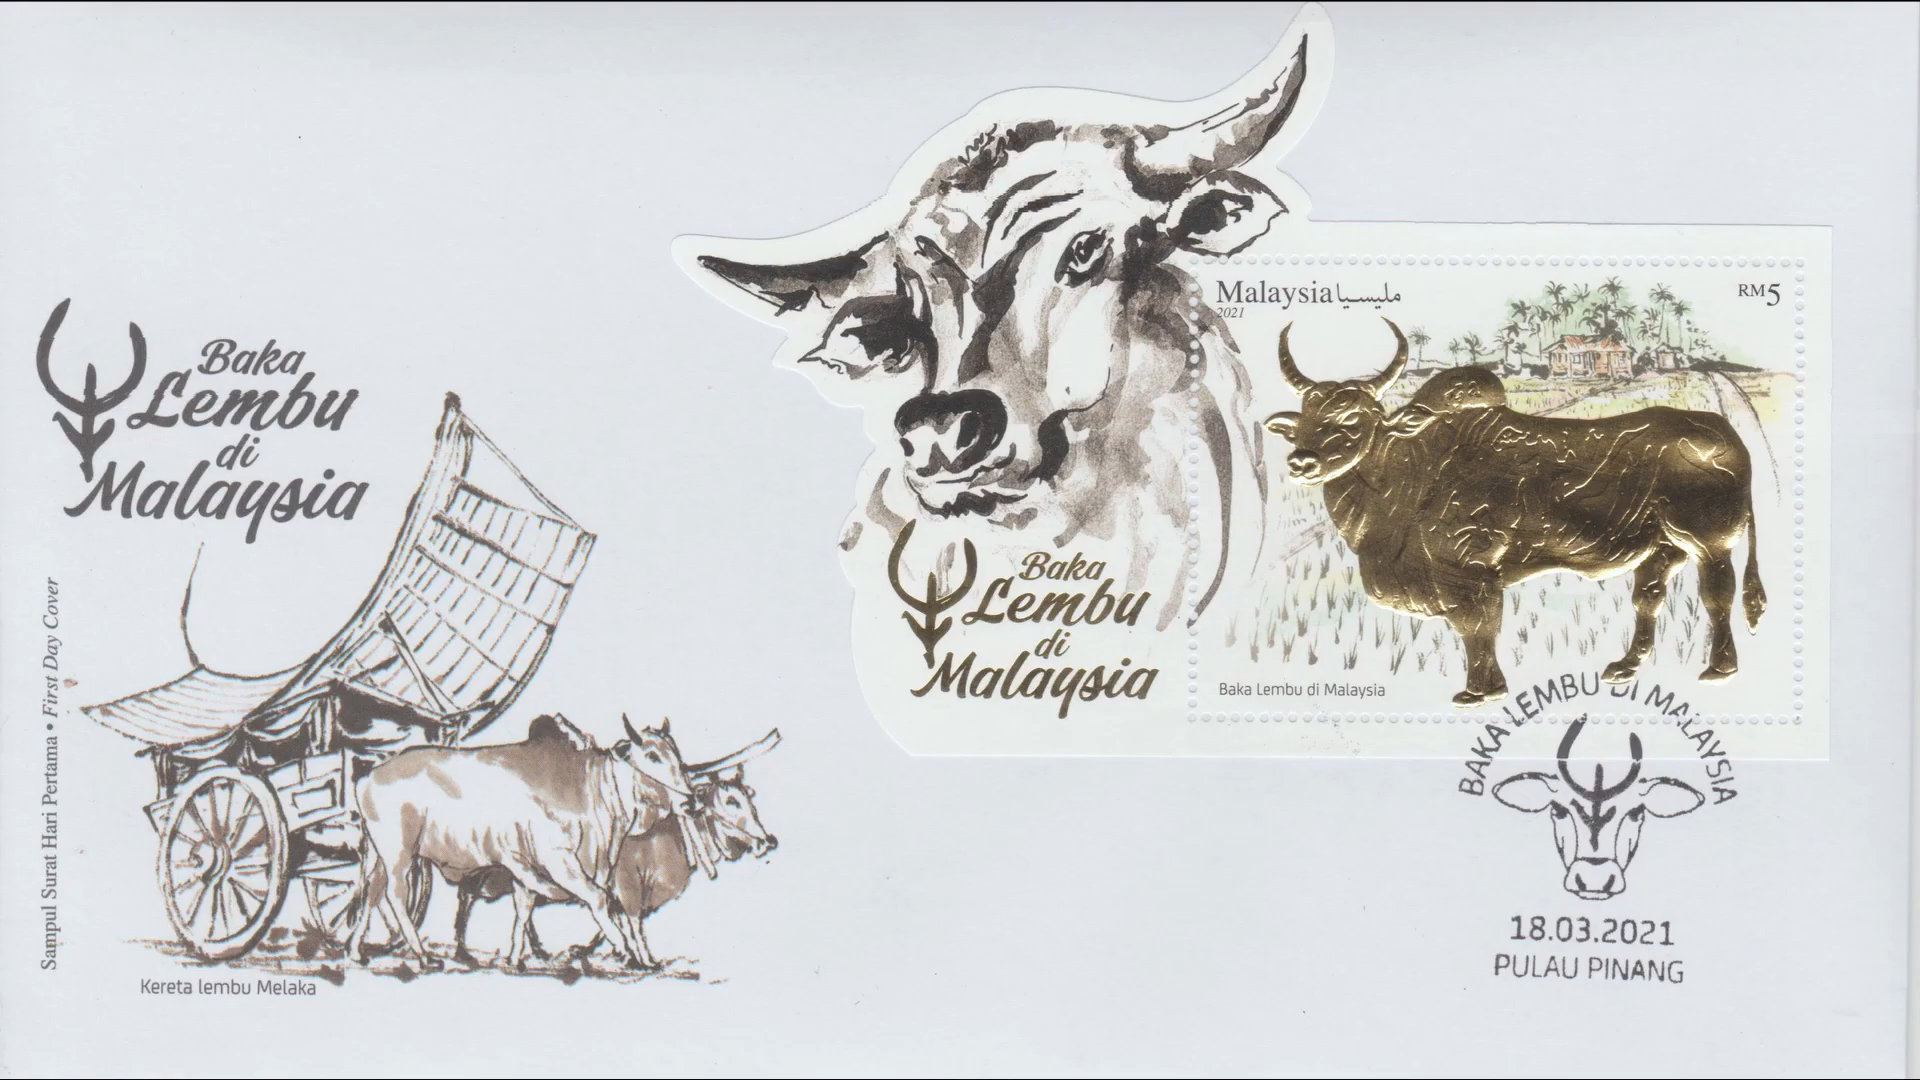 Baka
Lembu
di
Malaysia
Sampul Surat Hari Pertama • First Day Cover
Kereta lembu Melaka
Baka
Lembu
di
Malaysia
Malaysia مليسيا
2021
RM5
Baka Lembu di Malaysia
BAKA LEMBU DI MALAYSIA
18.03.2021
PULAU PINANG